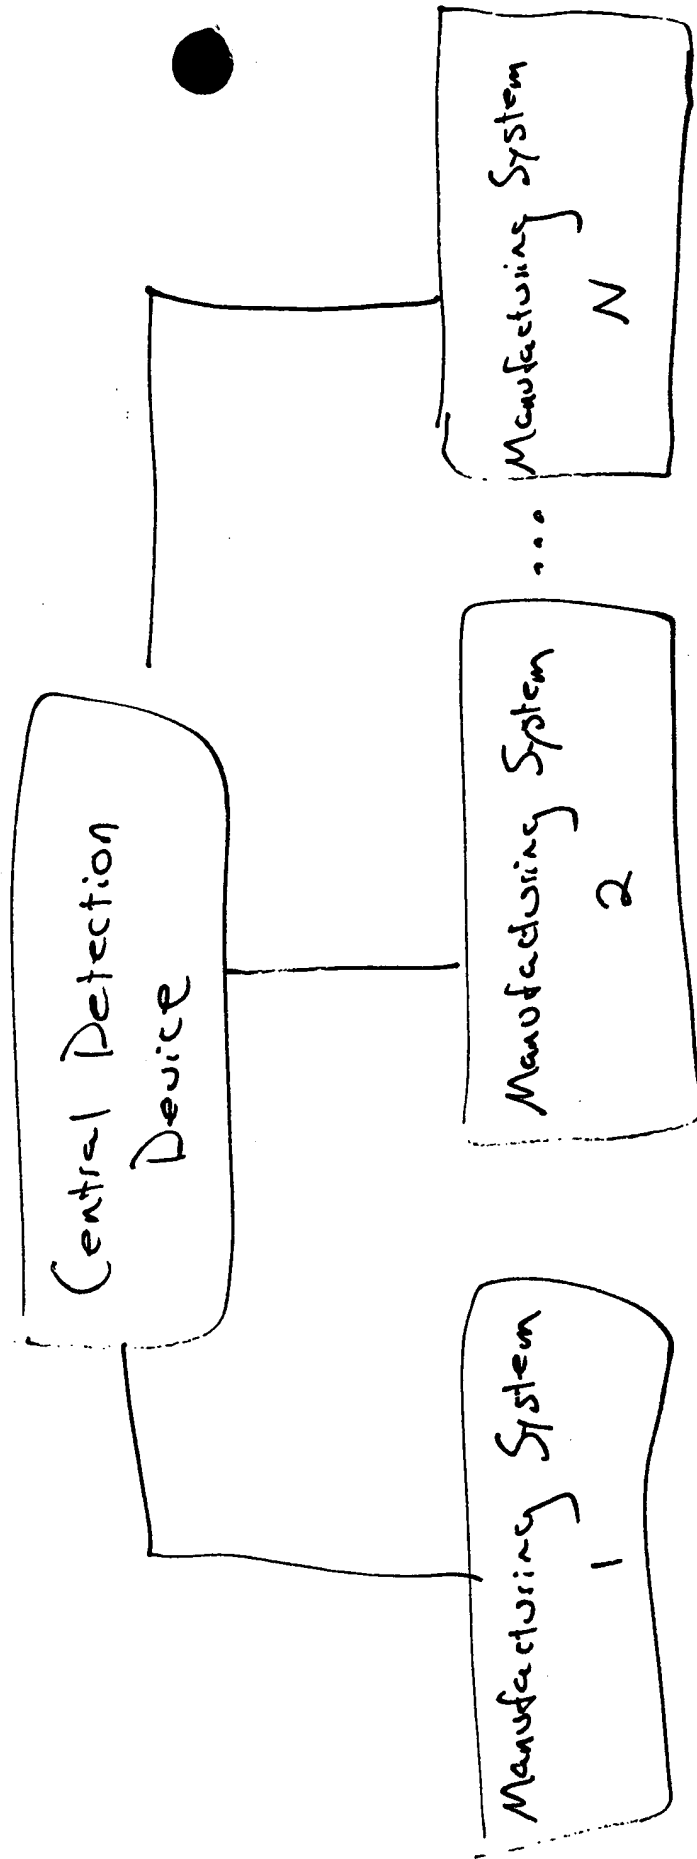 Central Detection
Device
Manufacturing System
1
Manufacturing System
2
...
Manufacturing System
N